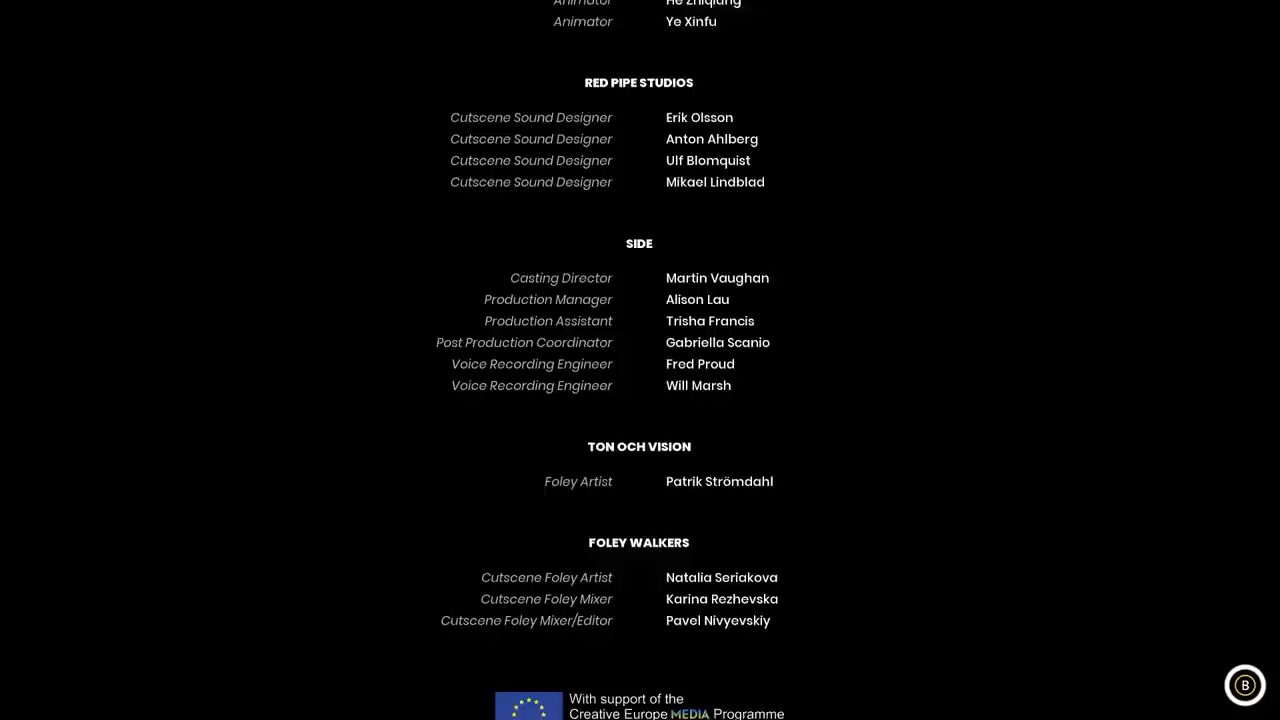 Animator He Zhiqiang
Animator Ye Xinfu
RED PIPE STUDIOS
Cutscene Sound Designer Erik Olsson
Cutscene Sound Designer Anton Ahlberg
Cutscene Sound Designer Ulf Blomquist
Cutscene Sound Designer Mikael Lindblad
SIDE
Casting Director Martin Vaughan
Production Manager Alison Lau
Production Assistant Trisha Francis
Post Production Coordinator Gabriella Scanio
Voice Recording Engineer Fred Proud
Voice Recording Engineer Will Marsh
TON OCH VISION
Foley Artist Patrik Strömdahl
FOLEY WALKERS
Cutscene Foley Artist Natalia Seriakova
Cutscene Foley Mixer Karina Rezhevska
Cutscene Foley Mixer/Editor Pavel Nivyevskiy
With support of the
Creative Europe MEDIA Programme
B